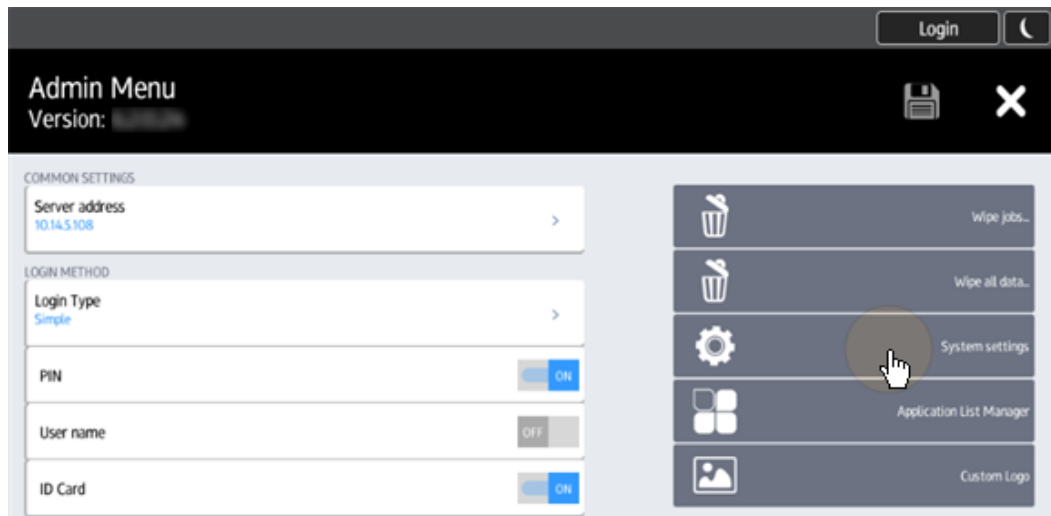 Login
Admin Menu
Version:
COMMON SETTINGS
Server address
10.14.5.108
LOGIN METHOD
Login Type
Simple
PIN
ON
User name
OFF
ID Card
ON
Wipe jobs...
Wipe all data...
System settings
Application List Manager
Custom Logo